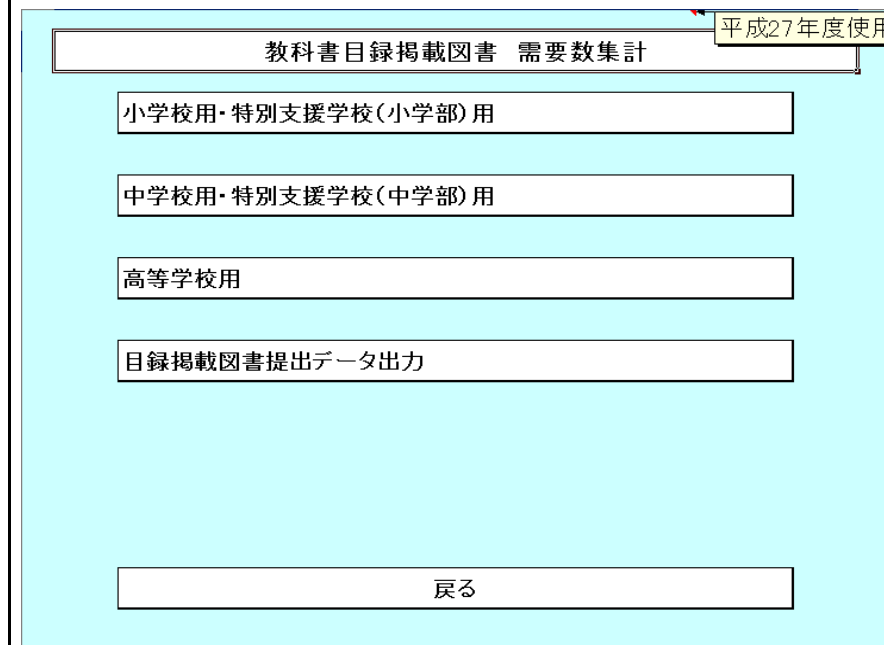 平成27年度使用
教科書目録掲載図書 需要数集計
小学校用・特別支援学校(小学部)用
中学校用・特別支援学校(中学部)用
高等学校用
目録掲載図書提出データ出力
戻る